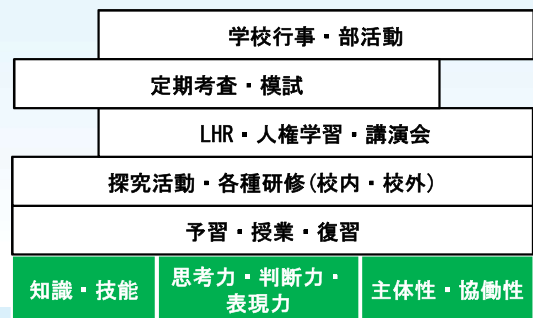 学校行事・部活動
定期考査・模試
LHR・人権学習・講演会
探究活動・各種研修(校内・校外)
予習・授業・復習
知識・技能
思考力・判断力・
表現力
主体性・協働性